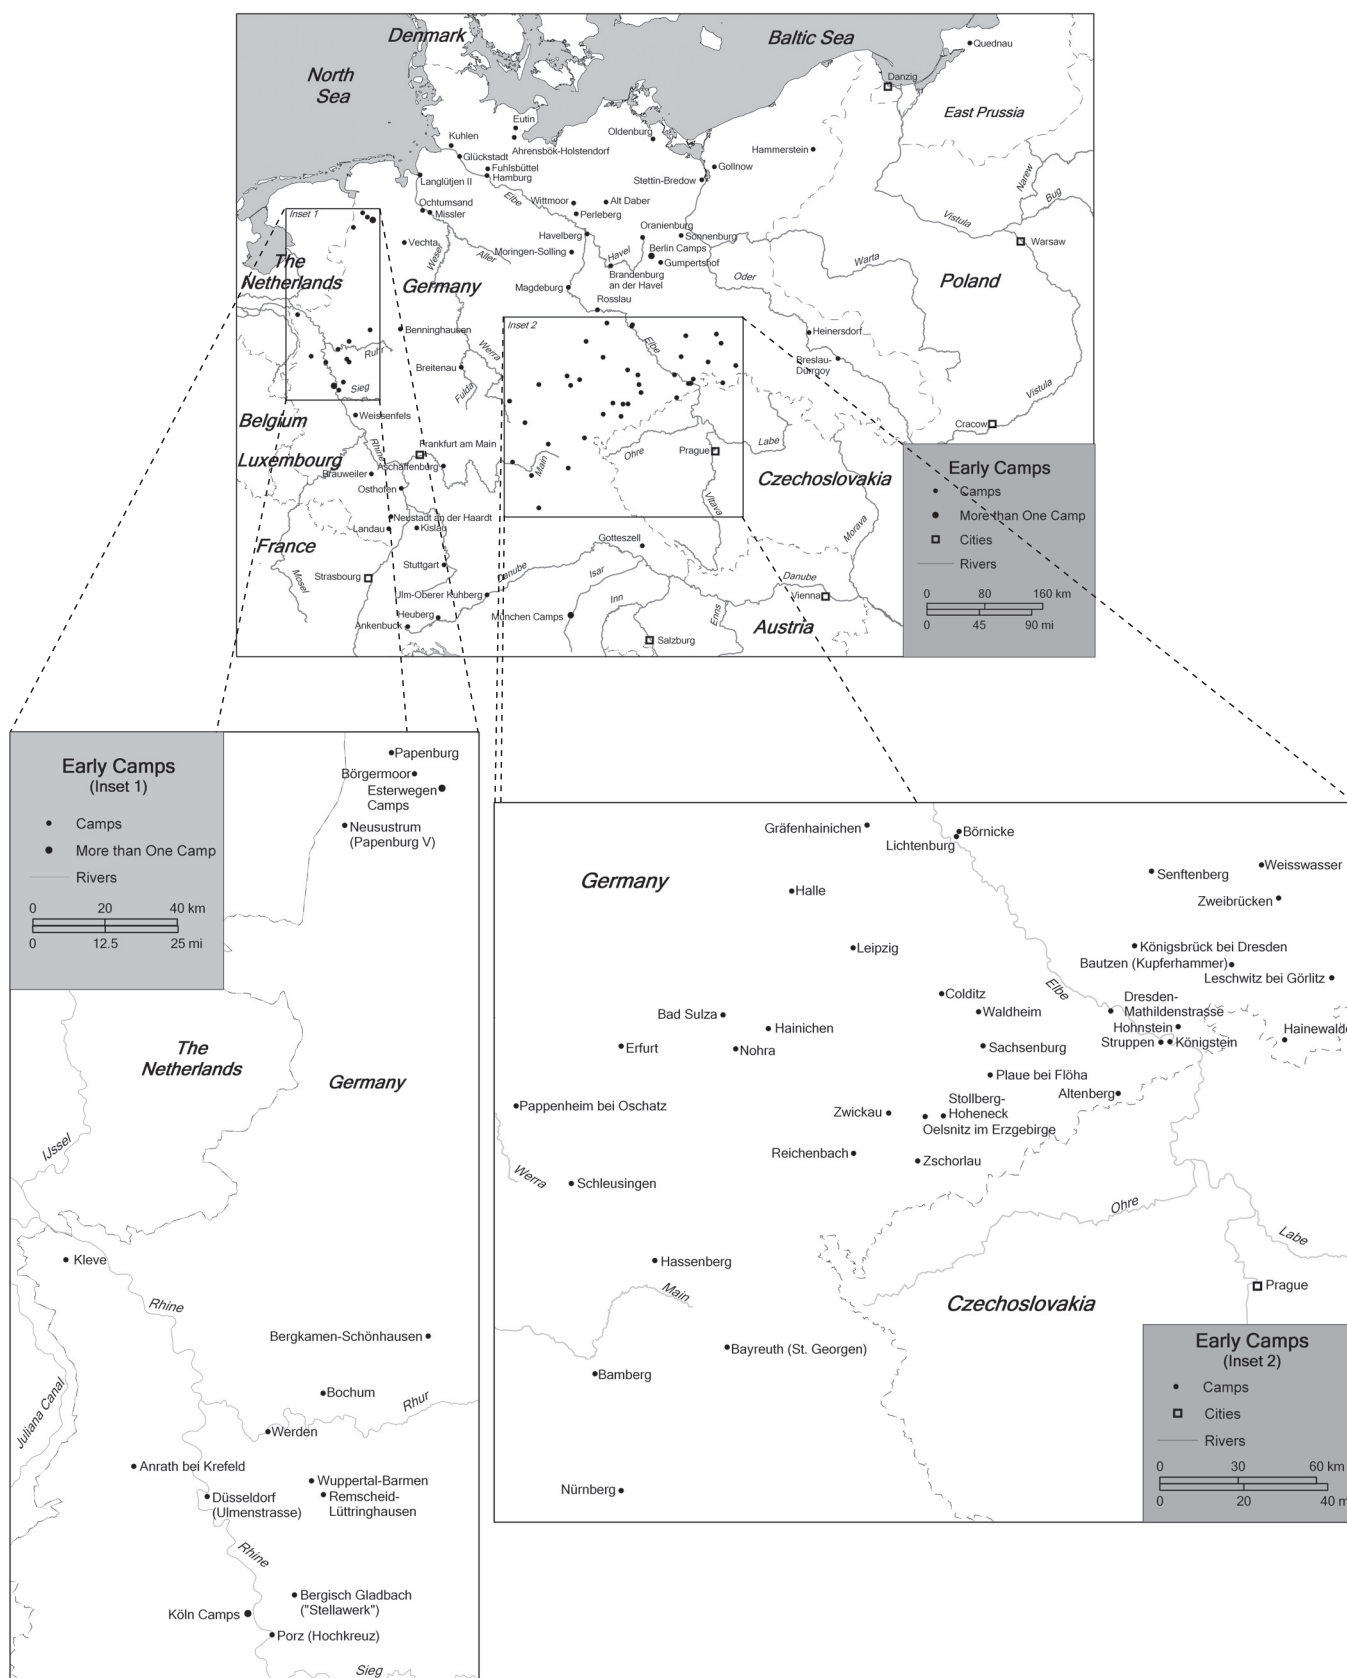 Denmark
Baltic Sea
North
Sea
Quednau
Danzig
East Prussia
Eutin
Kuhlen
Oldenburg
Ahrensbök-Holstendorf
Hammerstein
Glückstadt
Fuhlsbüttel
Hamburg
Gollnow
Langlütjen II
Stettin-Bredow
Narew
Bug
Elbe
Ochtumsand
Missler
Wittmoor
Alt Daber
Perleberg
Vistula
Inset 1
Oranienburg
Sonnenburg
Havelberg
Warsaw
Vechta
Wesel
Aller
Moringen-Solling
Havel
Berlin Camps
Gumpertshof
Warta
The
Netherlands
Germany
Brandenburg
an der Havel
Oder
Poland
Magdeburg
Rosslau
Inset 2
Benninghausen
Elbe
Heinersdorf
Ruhr
Werra
Breitenau
Breslau-
Dürrgoy
Sieg
Fulda
Vistula
Belgium
Weissenfels
Cracow
Rhine
Frankfurt am Main
Labe
Luxembourg
Aschaffenburg
Main
Ohre
Prague
Brauweiler
Czechoslovakia
Osthofen
Vltava
Neustadt an der Haardt
Landau
Kislau
Morava
France
Gotteszell
Mosel
Strasbourg
Stuttgart
Danube
Isar
Danube
Ulm-Oberer Kuhberg
Inn
Enns
Vienna
Heuberg
Ankenbuck
München Camps
Austria
Salzburg
Early Camps
Camps
More than One Camp
Cities
Rivers
0 80 160 km
0 45 90 mi
Early Camps
(Inset 1)
Camps
More than One Camp
Rivers
0 20 40 km
0 12.5 25 mi
Papenburg
Börgermoor
Esterwegen
Camps
Neusustrum
(Papenburg V)
The
Netherlands
Germany
IJssel
Kleve
Rhine
Bergkamen-Schönhausen
Juliana Canal
Bochum
Rhur
Werden
Anrath bei Krefeld
Wuppertal-Barmen
Düsseldorf
(Ulmenstrasse)
Remscheid-
Lüttringhausen
Rhine
Bergisch Gladbach
("Stellawerk")
Köln Camps
Porz (Hochkreuz)
Sieg
Gräfenhainichen
Börnicke
Lichtenburg
Germany
Halle
Senftenberg
Weisswasser
Zweibrücken
Leipzig
Königsbrück bei Dresden
Bautzen (Kupferhammer)
Leschwitz bei Görlitz
Elbe
Colditz
Waldheim
Dresden-
Mathildenstrasse
Bad Sulza
Hainichen
Hohnstein
Hainewalde
Erfurt
Nohra
Sachsenburg
Struppen
Königstein
Plaue bei Flöha
Altenberg
Pappenheim bei Oschatz
Zwickau
Stollberg-
Hoheneck
Oelsnitz im Erzgebirge
Reichenbach
Zschorlau
Werra
Schleusingen
Ohre
Labe
Hassenberg
Main
Prague
Czechoslovakia
Bayreuth (St. Georgen)
Bamberg
Nürnberg
Early Camps
(Inset 2)
Camps
Cities
Rivers
0 30 60 km
0 20 40 m